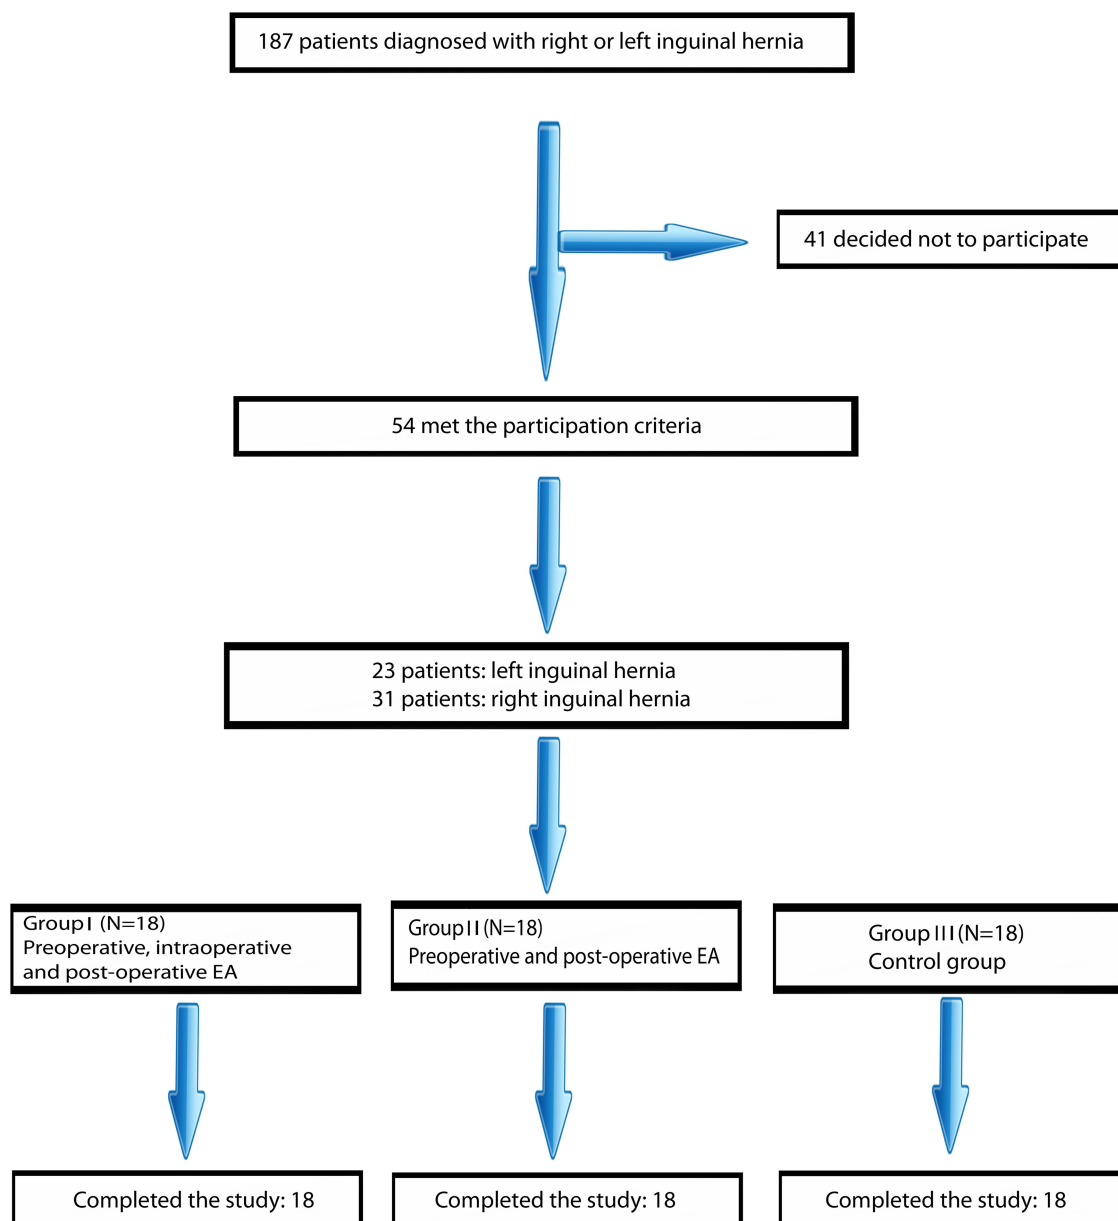 187 patients diagnosed with right or left inguinal hernia
41 decided not to participate
54 met the participation criteria
23 patients: left inguinal hernia
31 patients: right inguinal hernia
Group I (N=18)
Preoperative, intraoperative
and post-operative EA
Group II (N=18)
Preoperative and post-operative EA
Group III (N=18)
Control group
Completed the study: 18
Completed the study: 18
Completed the study: 18